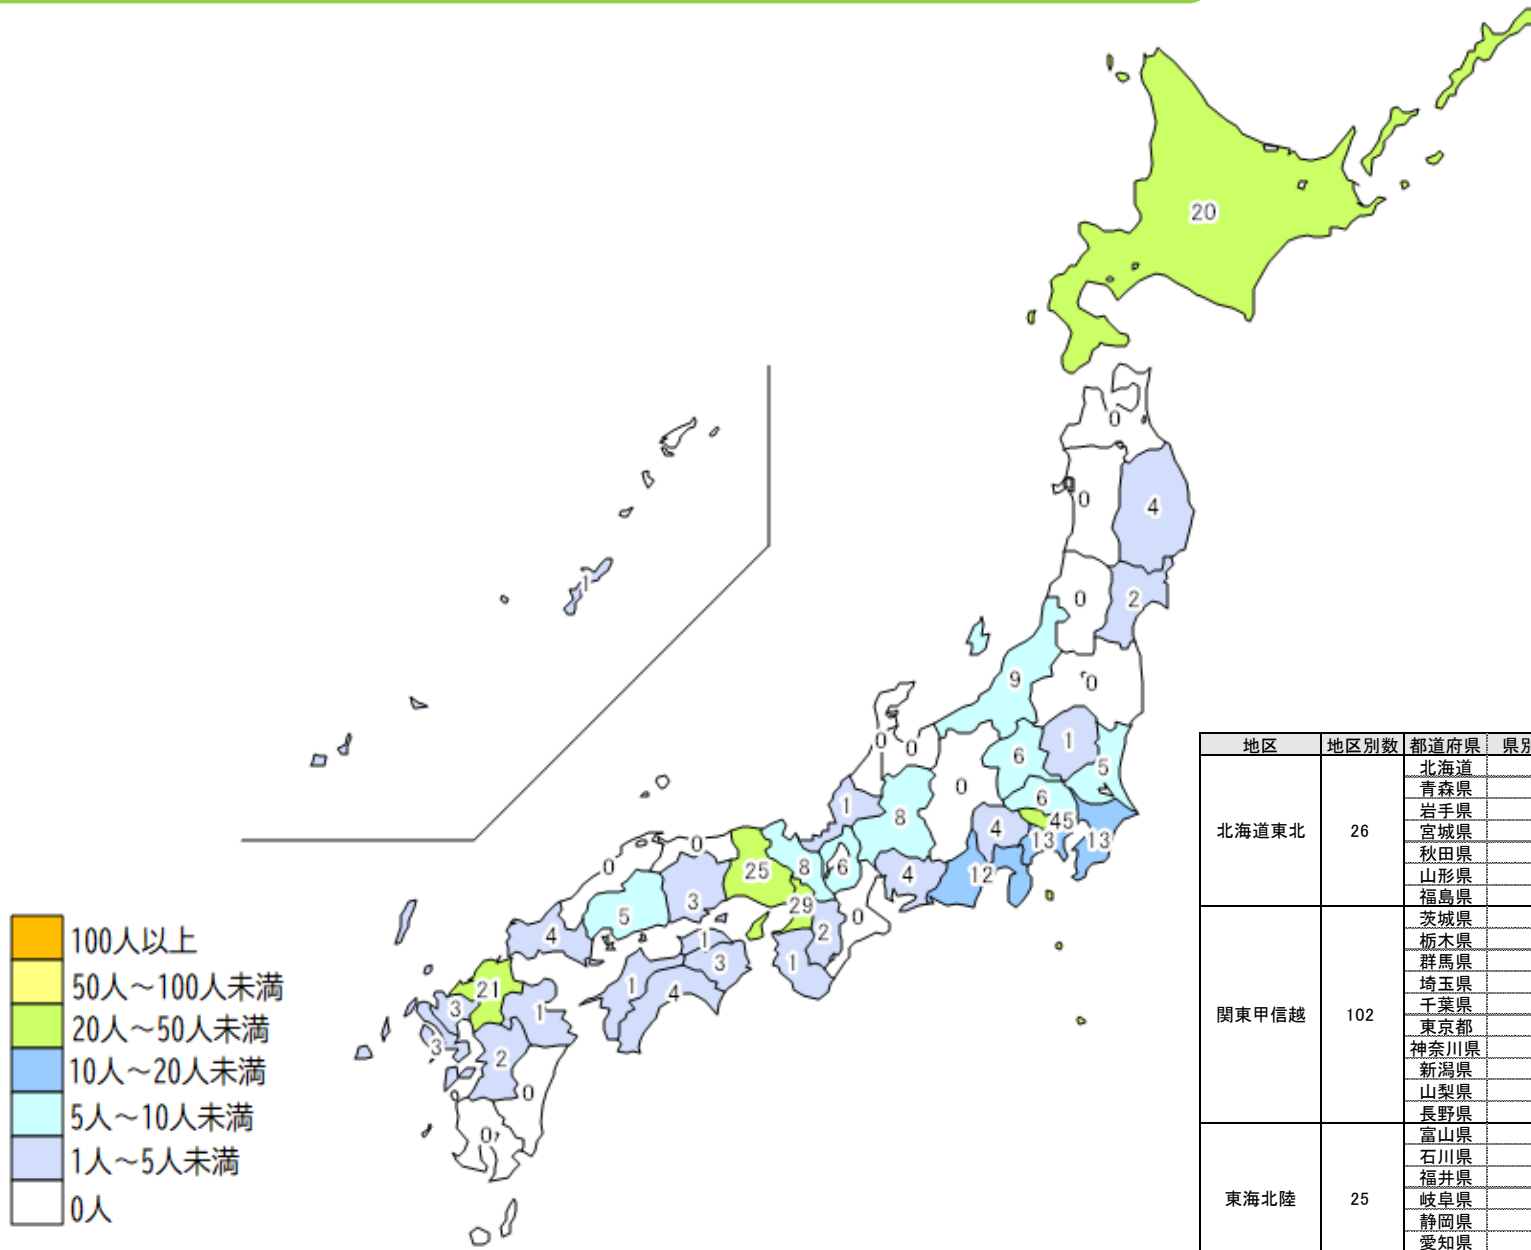 20
0
0
4
0
2
1
9
0
1
6
5
0
0
0
6
1
8
4
45
13
13
0
25
8
6
4
12
0
5
3
29
2
0
4
1
3
1
1
4
21
3
1
3
2
0
0
100人以上
50人~100人未満
20人~50人未満
10人~20人未満
5人~10人未満
1人~5人未満
0人
地区 地区別数 都道府県 県別
北海道東北 26 北海道
青森県
岩手県
宮城県
秋田県
山形県
福島県
関東甲信越 102 茨城県
栃木県
群馬県
埼玉県
千葉県
東京都
神奈川県
新潟県
山梨県
長野県
東海北陸 25 富山県
石川県
福井県
岐阜県
静岡県
愛知県